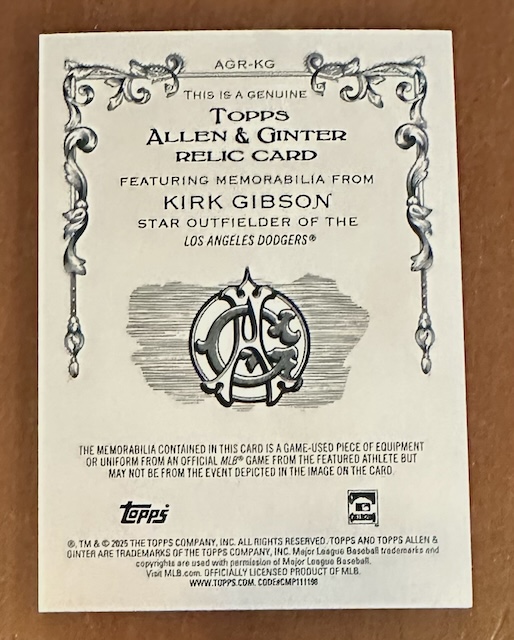 AGR-KG
THIS IS A GENUINE
TOPPS
ALLEN & GINTER
RELIC CARD
FEATURING MEMORABILIA FROM
KIRK GIBSON
STAR OUTFIELDER OF THE
LOS ANGELES DODGERS®
THE MEMORABILIA CONTAINED IN THIS CARD IS A GAME-USED PIECE OF EQUIPMENT
OR UNIFORM FROM AN OFFICIAL MLB® GAME FROM THE FEATURED ATHLETE BUT
MAY NOT BE FROM THE EVENT DEPICTED IN THE IMAGE ON THE CARD.
topps
®, TM & © 2025 THE TOPPS COMPANY, INC. ALL RIGHTS RESERVED. TOPPS AND TOPPS ALLEN &
GINTER ARE TRADEMARKS OF THE TOPPS COMPANY, INC. Major League Baseball trademarks and
copyrights are used with permission of Major League Baseball.
Visit MLB.com. OFFICIALLY LICENSED PRODUCT OF MLB.
WWW.TOPPS.COM. CODE#CMP111198